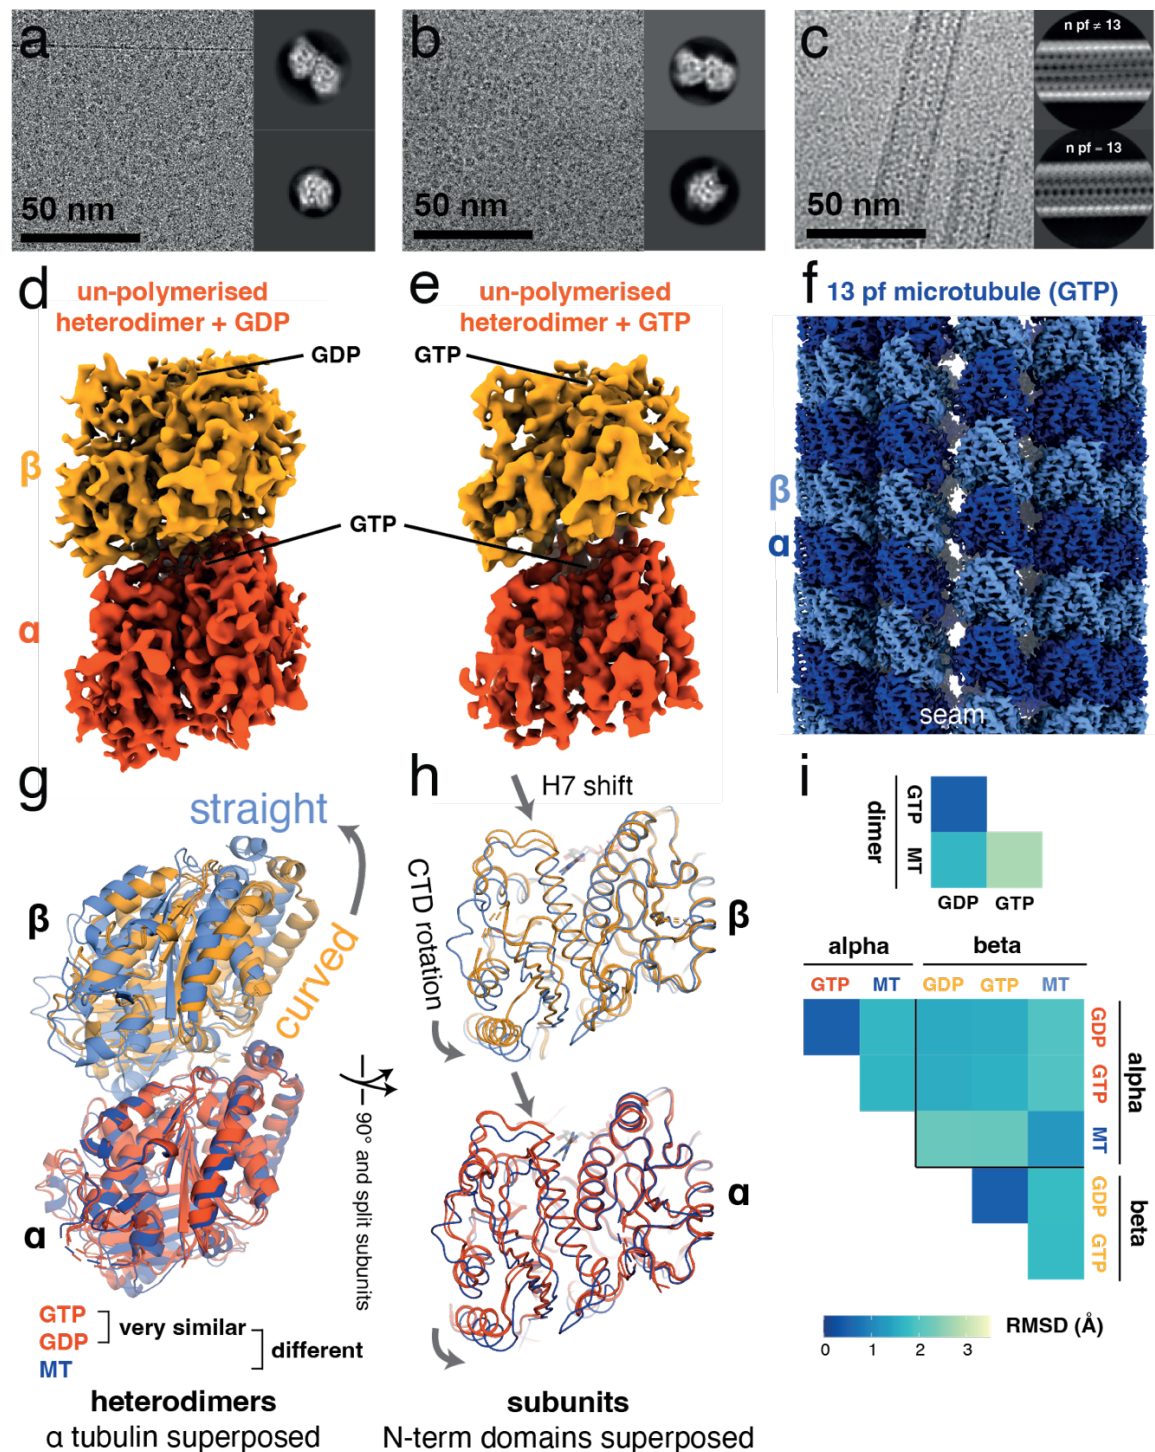 a
50 nm
b
50 nm
c
50 nm
n pf ≠ 13
n pf = 13
d
un-polymerised
heterodimer + GDP
GDP
β
α
e
un-polymerised
heterodimer + GTP
GTP
GTP
f
13 pf microtubule (GTP)
β
α
seam
g
straight
curved
β
α
90° and split subunits
GTP
GDP
MT
very similar
different
heterodimers
α tubulin superposed
h
H7 shift
CTD rotation
β
α
subunits
N-term domains superposed
i
dimer
GTP
MT
GDP GTP
alpha beta
GTP MT GDP GTP MT
GDP
GTP
MT
alpha
GDP
GTP
beta
RMSD (Å)
0 1 2 3